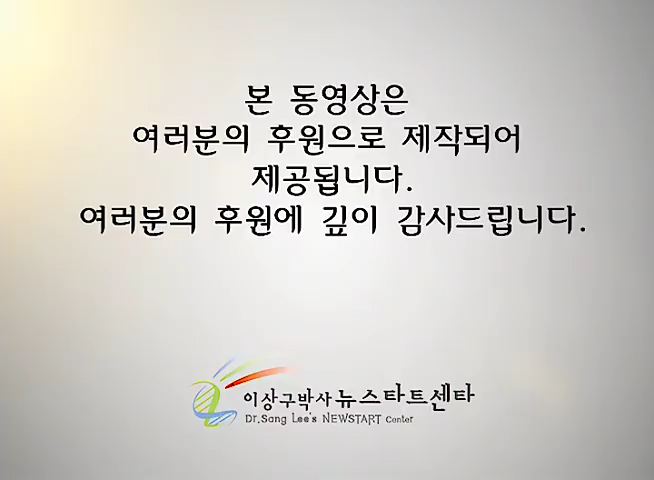 본 동영상은
여러분의 후원으로 제작되어
제공됩니다.
여러분의 후원에 깊이 감사드립니다.
이상구박사뉴스타트센타
Dr.Sang Lee's NEWSTART Center